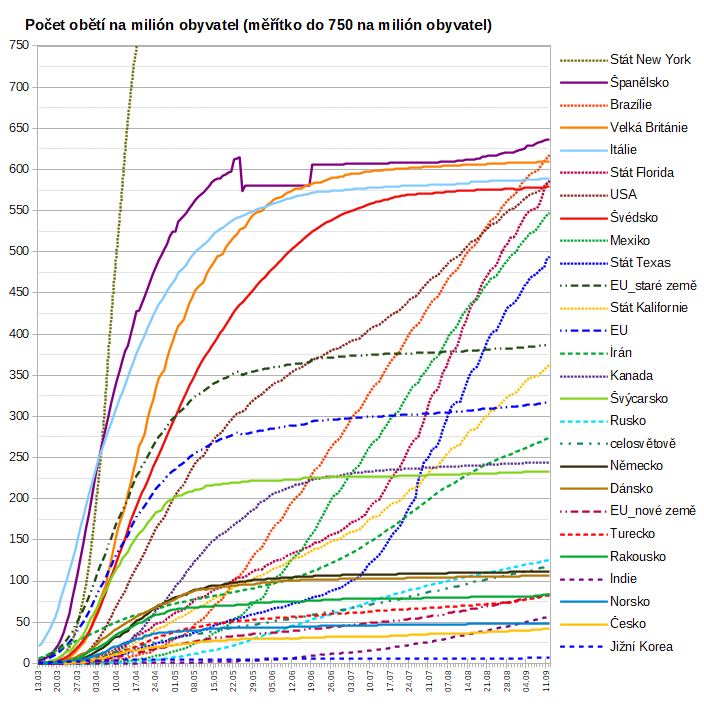 Počet obětí na milión obyvatel (měřítko do 750 na milión obyvatel)
750
700
650
600
550
500
450
400
350
300
250
200
150
100
50
0
Stát New York
Španělsko
Brazílie
Velká Británie
Itálie
Stát Florida
USA
Švédsko
Mexiko
Stát Texas
EU_staré země
Stát Kalifornie
EU
Írán
Kanada
Švýcarsko
Rusko
celosvětově
Německo
Dánsko
EU_nové země
Turecko
Rakousko
Indie
Norsko
Česko
Jižní Korea
13.03
20.03
27.03
03.04
10.04
17.04
24.04
01.05
08.05
15.05
22.05
29.05
05.06
12.06
19.06
26.06
03.07
10.07
17.07
24.07
31.07
07.08
14.08
21.08
28.08
04.09
11.09